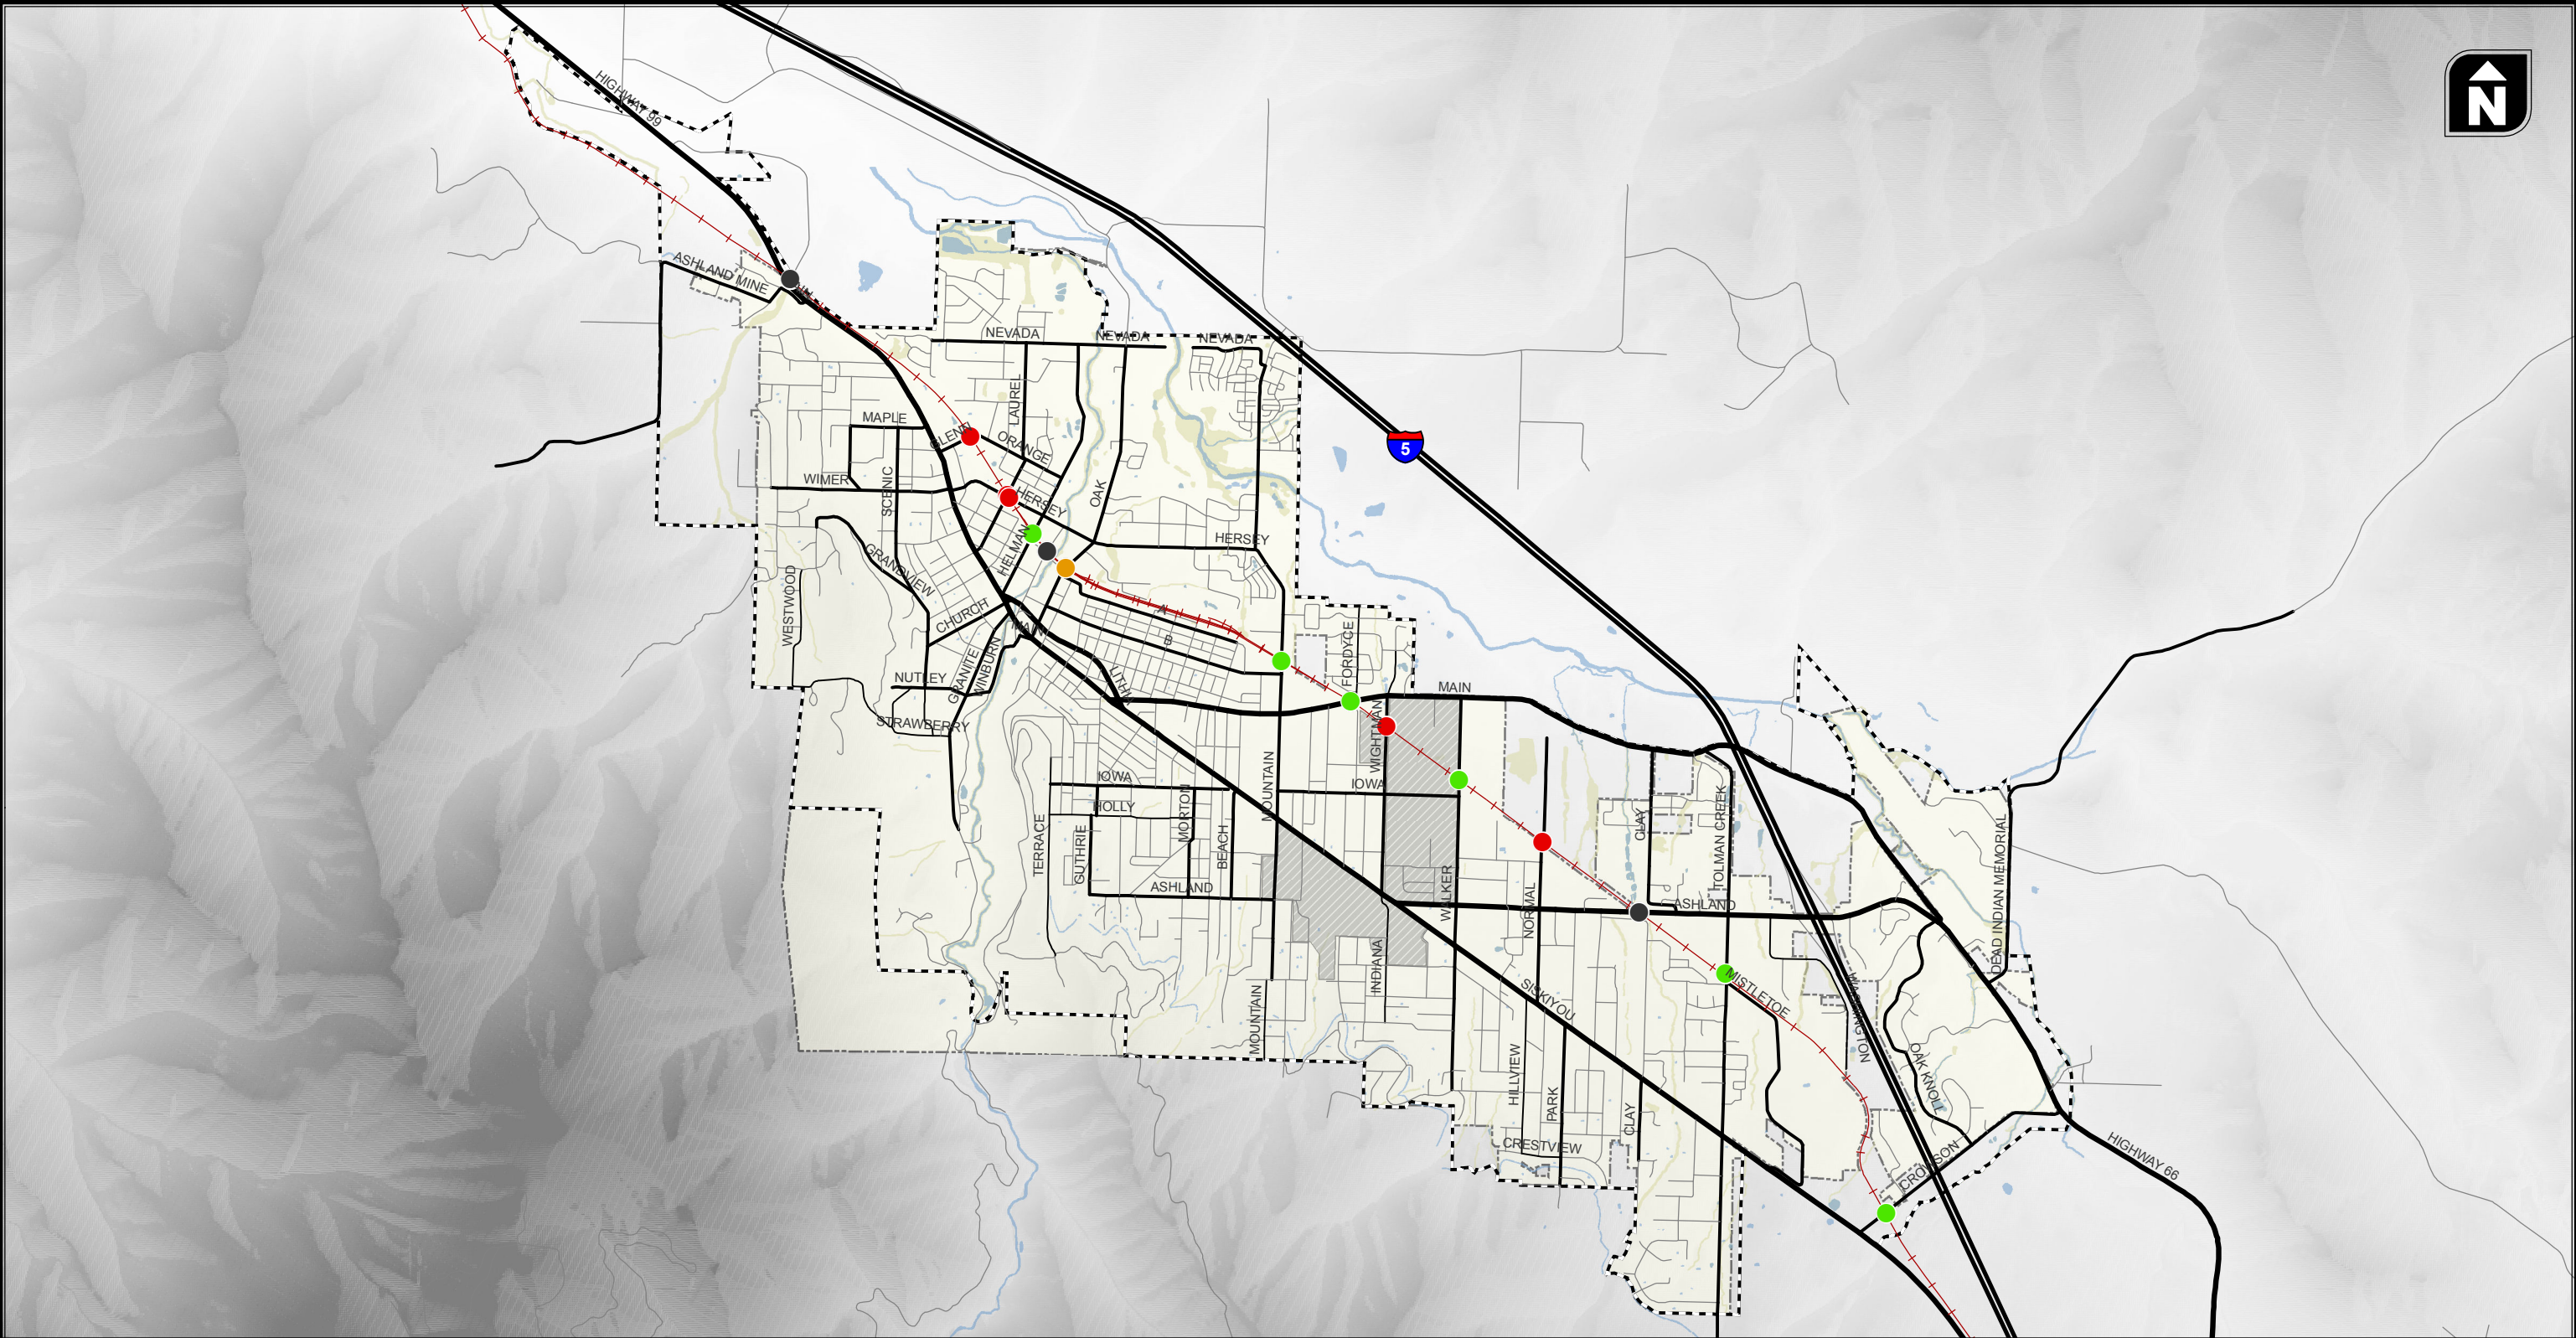 HIGHWAY 99
N
ASHLAND MINE
NEVADA
NEVADA
NEVADA
LAUREL
MAPLE
GLENN
ORANGE
5
WIMER
SCENIC
HERSEY
OAK
HELMAN
HERSEY
GRANDVIEW
WESTWOOD
CHURCH
MAIN
A
B
FORDYCE
NUTLEY
GRANITE
WINBURN
LITHIA
MAIN
STRAWBERRY
WIGHTMAN
IOWA
IOWA
MOUNTAIN
HOLLY
MORTON
TERRACE
GUTHRIE
BEACH
CLAY
TOLMAN CREEK
DEAD INDIAN MEMORIAL
ASHLAND
WALKER
NORMAL
ASHLAND
INDIANA
MISTLETOE
SISKIYOU
MOUNTAIN
WASHINGTON
OAK KNOLL
HILLVIEW
PARK
CLAY
CRESTVIEW
CROWSON
HIGHWAY 66